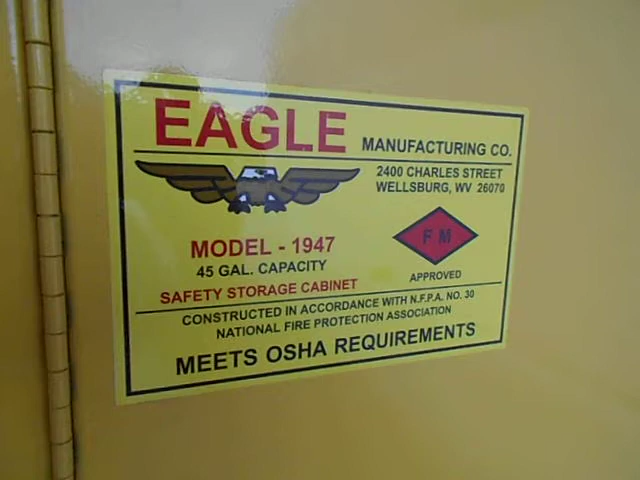 EAGLE MANUFACTURING CO.
2400 CHARLES STREET
WELLSBURG, WV 26070
MODEL - 1947
45 GAL. CAPACITY
SAFETY STORAGE CABINET
F M
APPROVED
CONSTRUCTED IN ACCORDANCE WITH N.F.P.A. NO. 30
NATIONAL FIRE PROTECTION ASSOCIATION
MEETS OSHA REQUIREMENTS